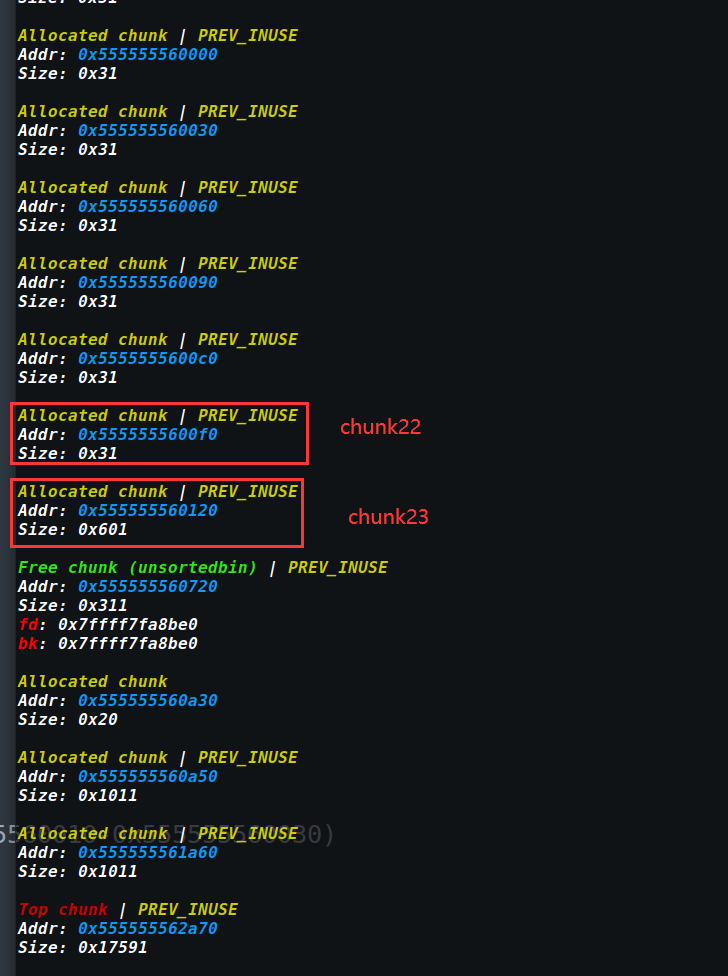 Size: 0x31
Allocated chunk | PREV_INUSE
Addr: 0x555555560000
Size: 0x31
Allocated chunk | PREV_INUSE
Addr: 0x555555560030
Size: 0x31
Allocated chunk | PREV_INUSE
Addr: 0x555555560060
Size: 0x31
Allocated chunk | PREV_INUSE
Addr: 0x555555560090
Size: 0x31
Allocated chunk | PREV_INUSE
Addr: 0x5555555600c0
Size: 0x31
Allocated chunk | PREV_INUSE
Addr: 0x5555555600f0
Size: 0x31
chunk22
Allocated chunk | PREV_INUSE
Addr: 0x555555560120
Size: 0x601
chunk23
Free chunk (unsortedbin) | PREV_INUSE
Addr: 0x555555560720
Size: 0x311
fd: 0x7ffff7fa8be0
bk: 0x7ffff7fa8be0
Allocated chunk
Addr: 0x555555560a30
Size: 0x20
Allocated chunk | PREV_INUSE
Addr: 0x555555560a50
Size: 0x1011
Allocated chunk | PREV_INUSE
Addr: 0x555555561a60
Size: 0x1011
Top chunk | PREV_INUSE
Addr: 0x555555562a70
Size: 0x17591